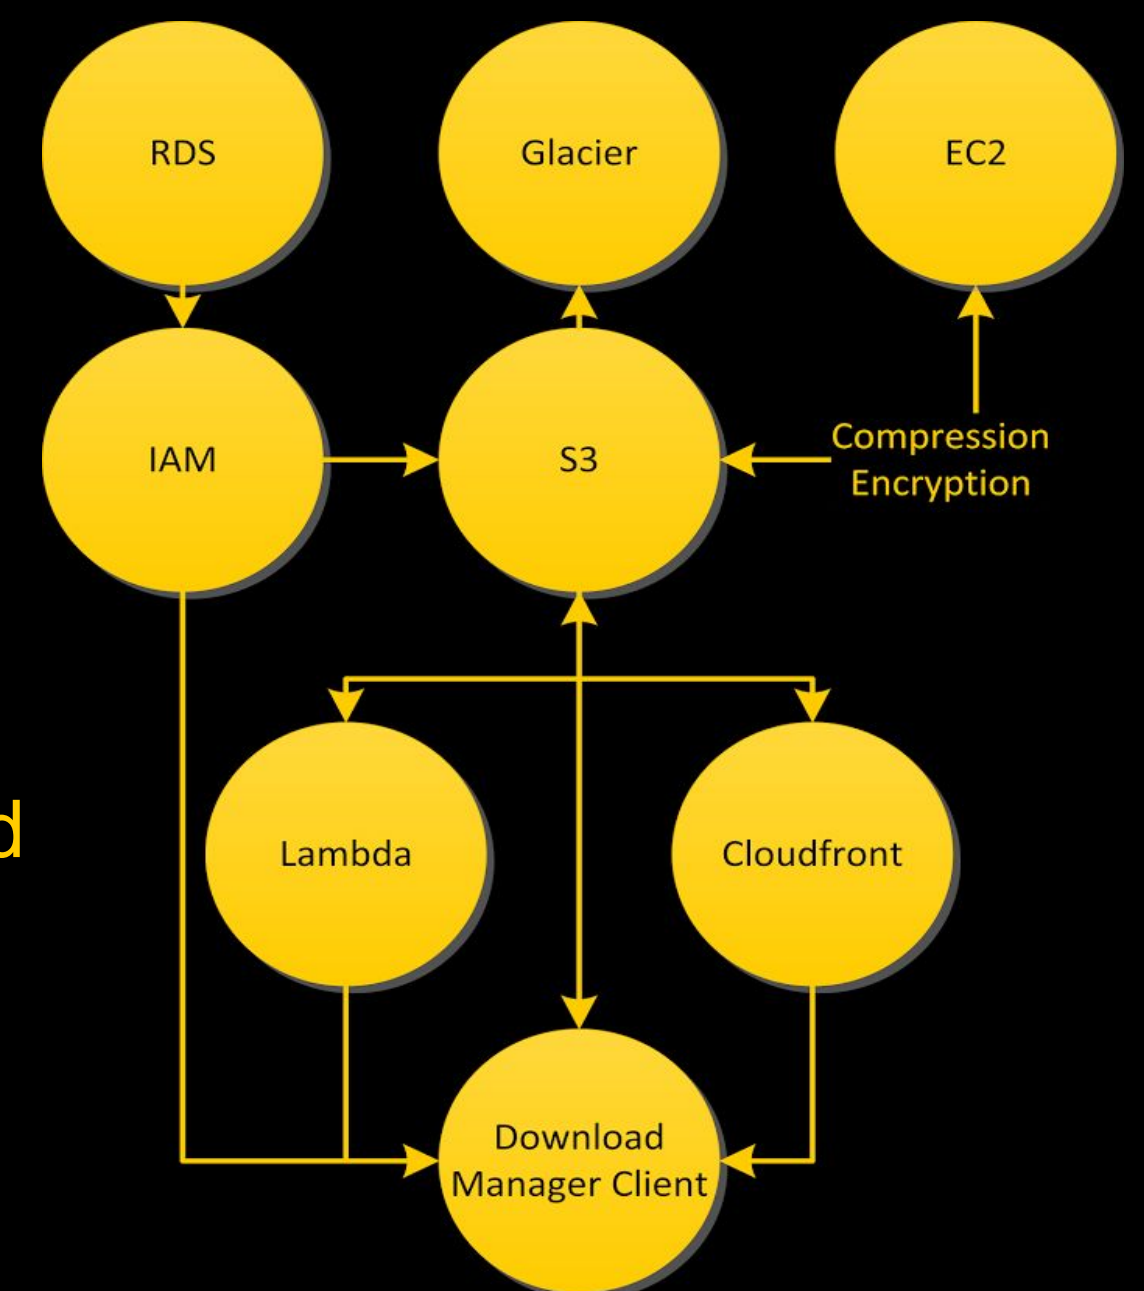 RDS
Glacier
EC2
IAM
S3
Compression
Encryption
d
Lambda
Cloudfront
Download
Manager Client